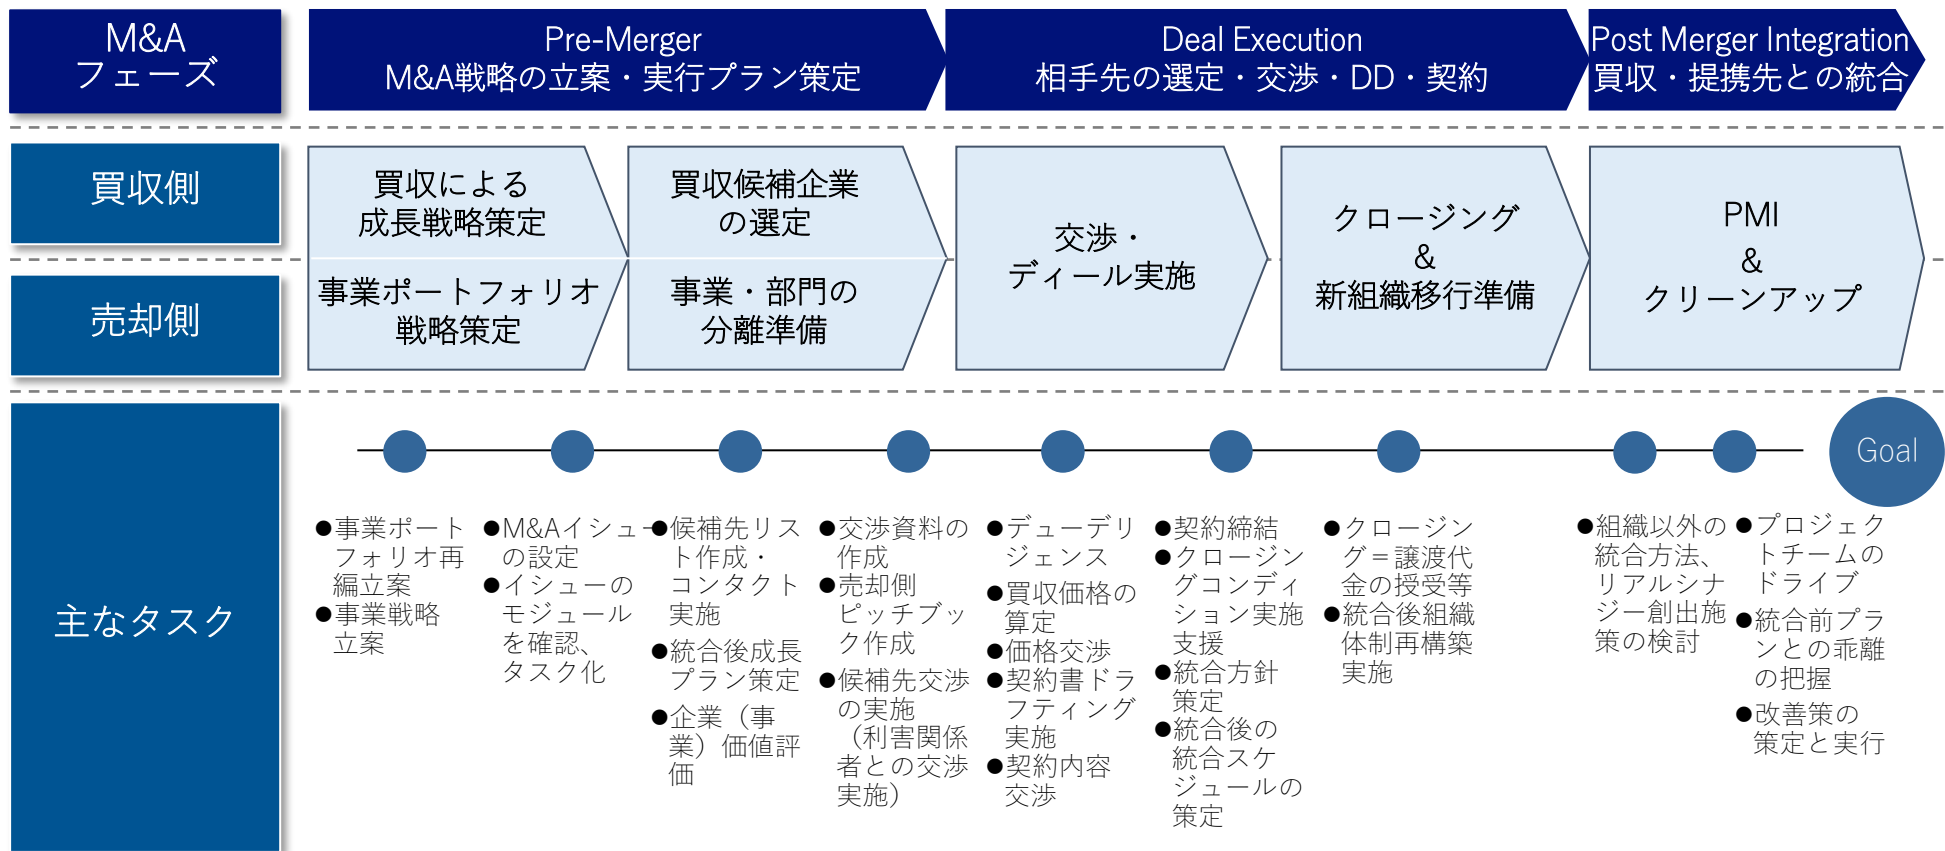 M&A
フェーズ
Pre-Merger
M&A戦略の立案・実行プラン策定
Deal Execution
相手先の選定・交渉・DD・契約
Post Merger Integration
買収・提携先との統合
買収側
売却側
買収による
成長戦略策定
事業ポートフォリオ
戦略策定
買収候補企業
の選定
事業・部門の
分離準備
交渉・
ディール実施
クロージング
&
新組織移行準備
PMI
&
クリーンアップ
主なタスク
Goal
●事業ポート
フォリオ再
編立案
●事業戦略
立案
●M&Aイシュー
の設定
●イシューの
モジュール
を確認、
タスク化
●候補先リス
ト作成・
コンタクト
実施
●統合後成長
プラン策定
●企業（事
業）価値評
価
●交渉資料の
作成
●売却側
ピッチブッ
ク作成
●候補先交渉
の実施
（利害関係
者との交渉
実施）
●デューデリ
ジェンス
●買収価格の
算定
●価格交渉
●契約書ドラ
フティング
実施
●契約内容
交渉
●契約締結
●クロージン
グコンディ
ション実施
支援
●統合方針
策定
●統合後の
統合スケ
ジュールの
策定
●クロージン
グ＝譲渡代
金の授受等
●統合後組織
体制再構築
実施
●組織以外の
統合方法、
リアルシナ
ジー創出施
策の検討
●プロジェク
トチームの
ドライブ
●統合前プラ
ンとの乖離
の把握
●改善策の
策定と実行